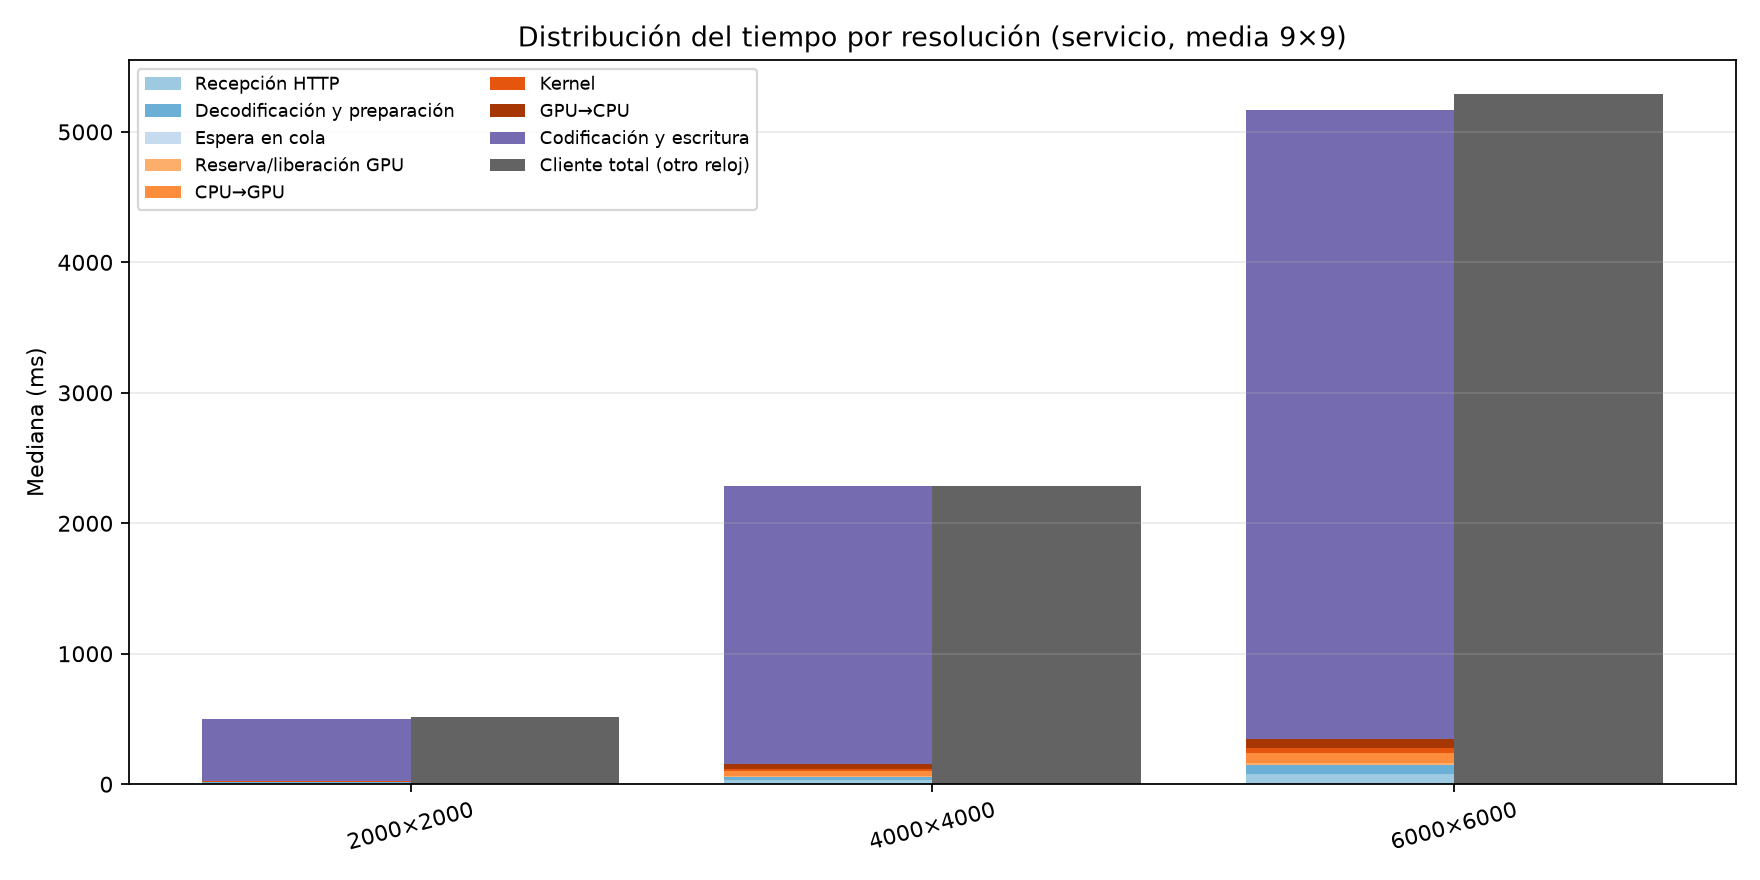 Distribución del tiempo por resolución (servicio, media 9×9)
Recepción HTTP
Decodificación y preparación
Espera en cola
Reserva/liberación GPU
CPU→GPU
Kernel
GPU→CPU
Codificación y escritura
Cliente total (otro reloj)
Mediana (ms)
5000
4000
3000
2000
1000
0
2000×2000
4000×4000
6000×6000